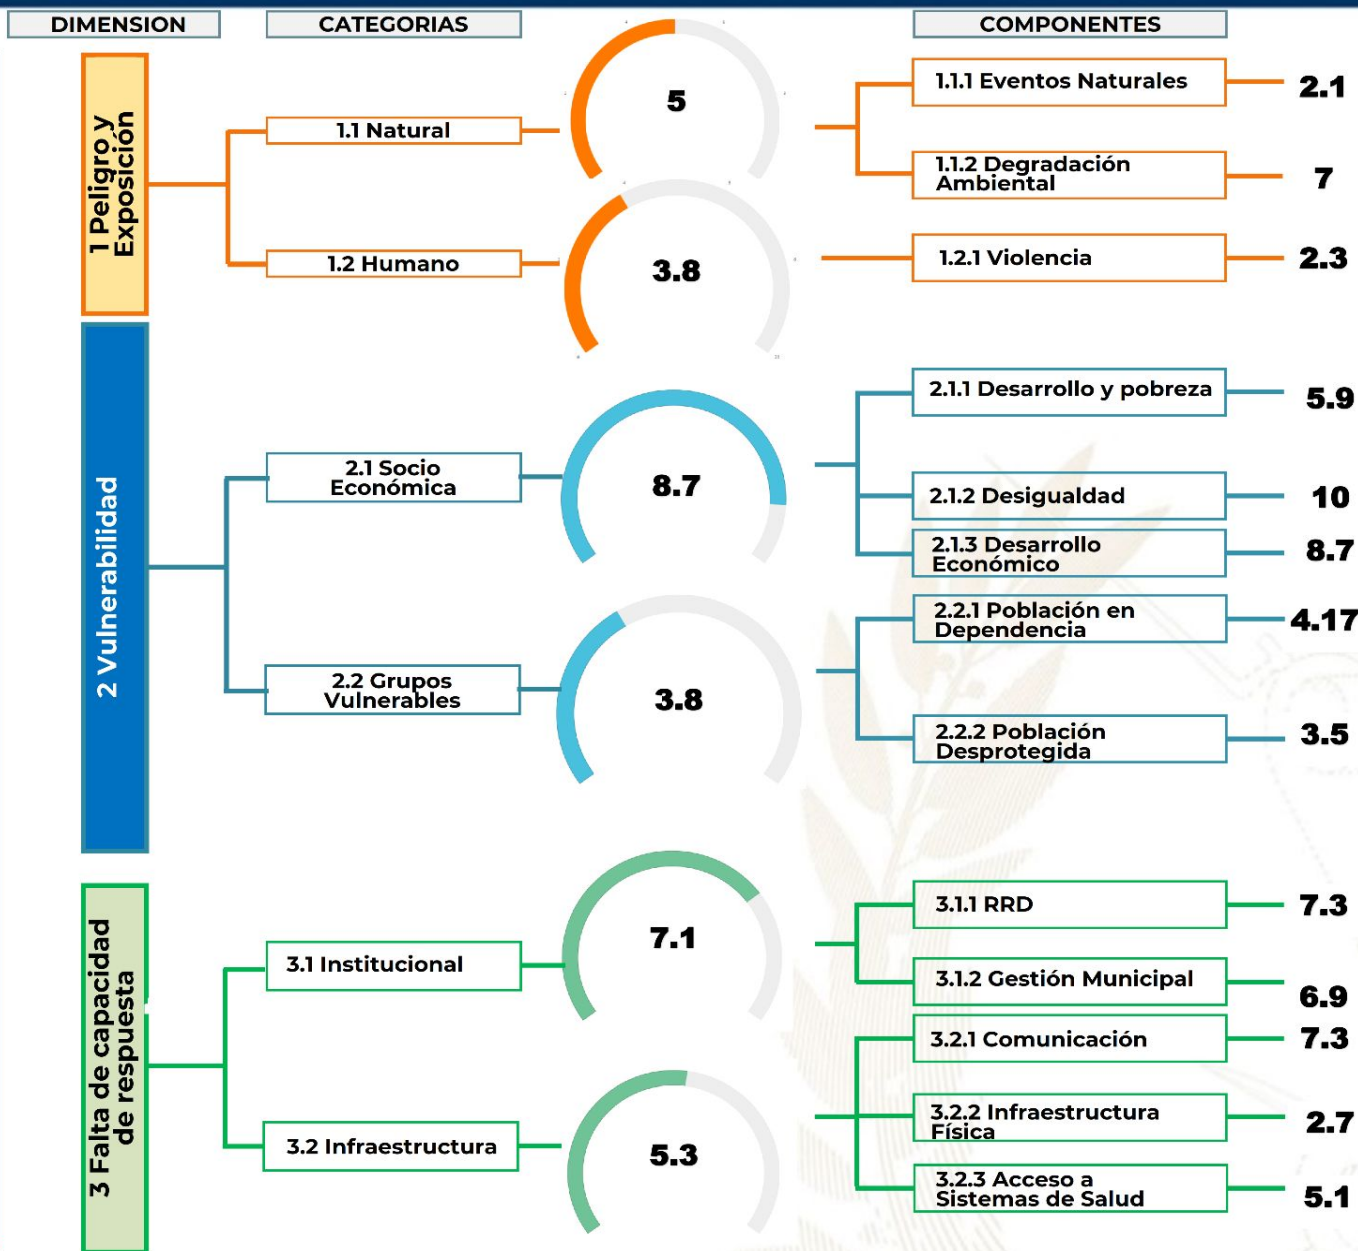 DIMENSION
CATEGORIAS
COMPONENTES
1 Peligro y
Exposición
1.1 Natural
5
1.1.1 Eventos Naturales
2.1
1.1.2 Degradación
Ambiental
7
1.2 Humano
3.8
1.2.1 Violencia
2.3
2 Vulnerabilidad
2.1 Socio
Económica
8.7
2.1.1 Desarrollo y pobreza
5.9
2.1.2 Desigualdad
10
2.1.3 Desarrollo
Económico
8.7
2.2 Grupos
Vulnerables
3.8
2.2.1 Población en
Dependencia
4.17
2.2.2 Población
Desprotegida
3.5
3 Falta de capacidad
de respuesta
3.1 Institucional
7.1
3.1.1 RRD
7.3
3.1.2 Gestión Municipal
6.9
3.2 Infraestructura
5.3
3.2.1 Comunicación
7.3
3.2.2 Infraestructura
Física
2.7
3.2.3 Acceso a
Sistemas de Salud
5.1